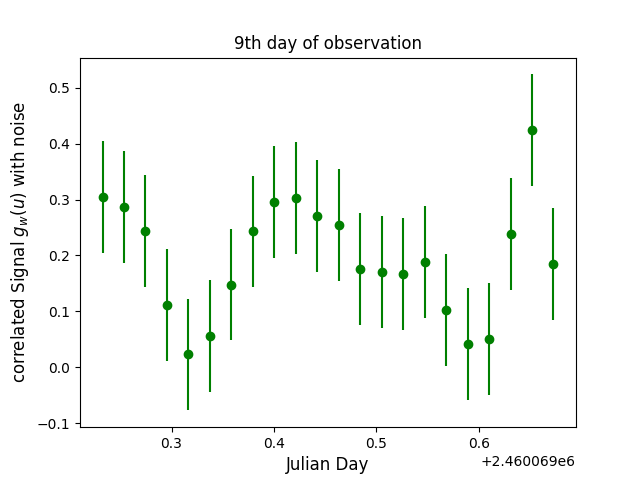 9th day of observation
correlated Signal g_w(u) with noise
0.5
0.4
0.3
0.2
0.1
0.0
−0.1
0.3 0.4 0.5 0.6
Julian Day
+2.460069e6